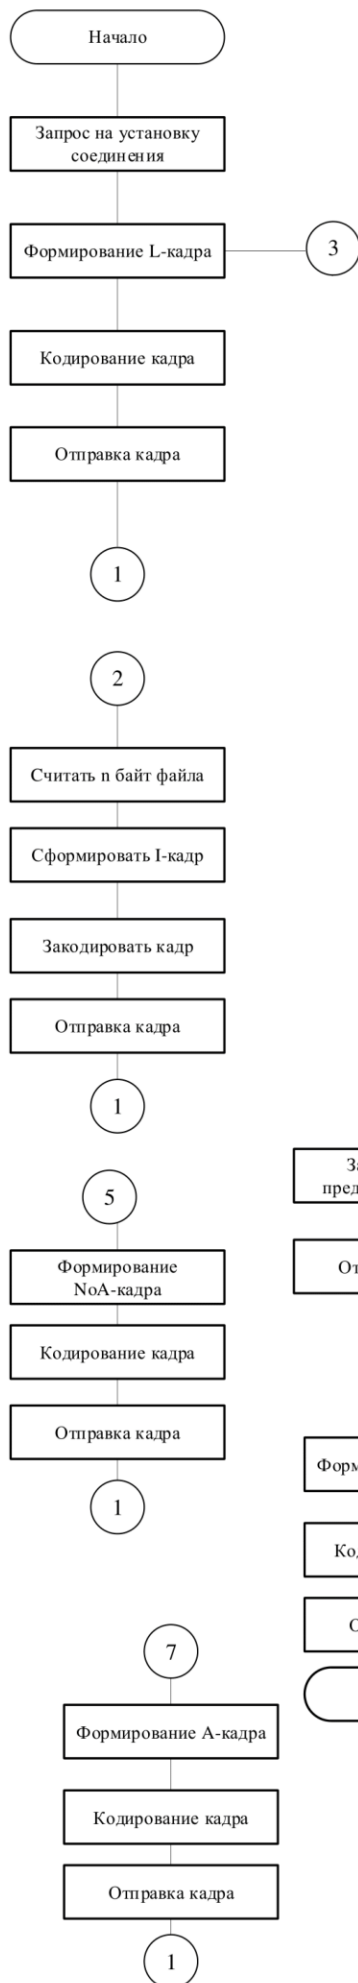 Начало
Запрос на установку
соединения
Формирование L-кадра
3
Кодирование кадра
Отправка кадра
1
2
Считать n байт файла
Сформировать I-кадр
Закодировать кадр
Отправка кадра
1
5
Формирование
NoA-кадра
Кодирование кадра
Отправка кадра
1
7
Формирование A-кадра
Кодирование кадра
Отправка кадра
1